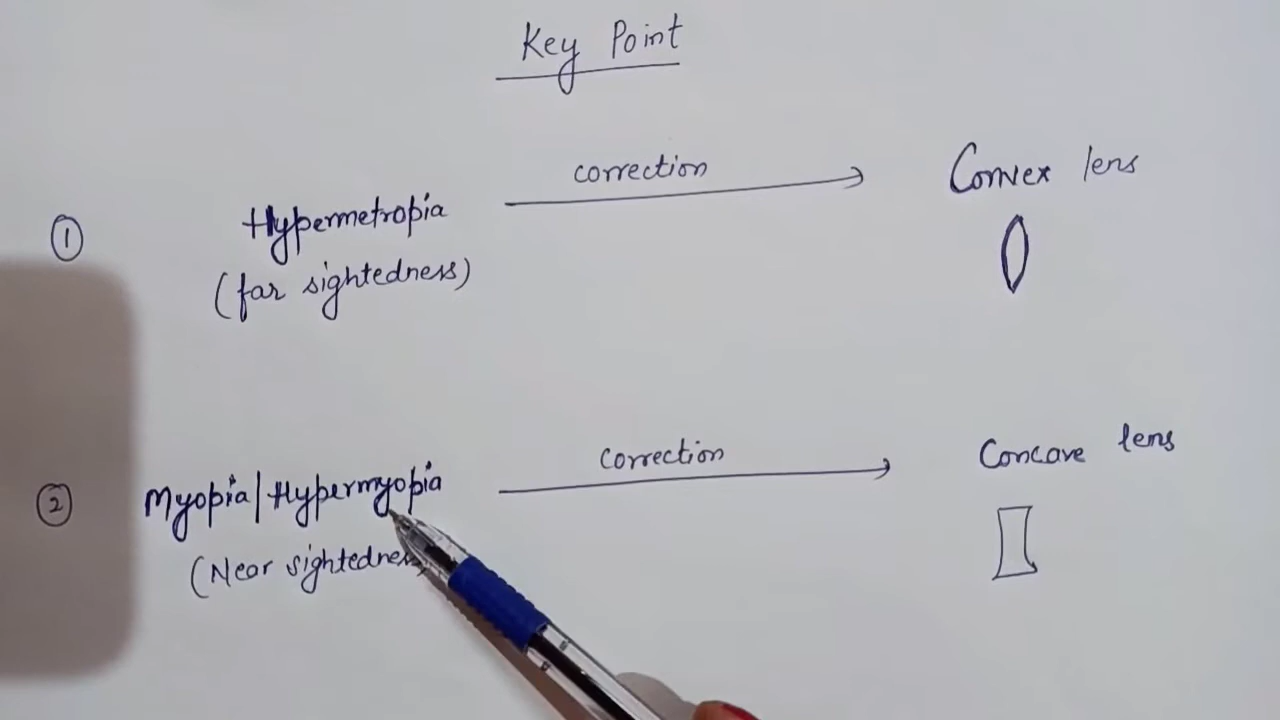 Key Point
correction
Convex lens
① Hypermetropia
(far sightedness)
correction
Concave lens
② Myopia/Hypermyopia
(Near sightedness)